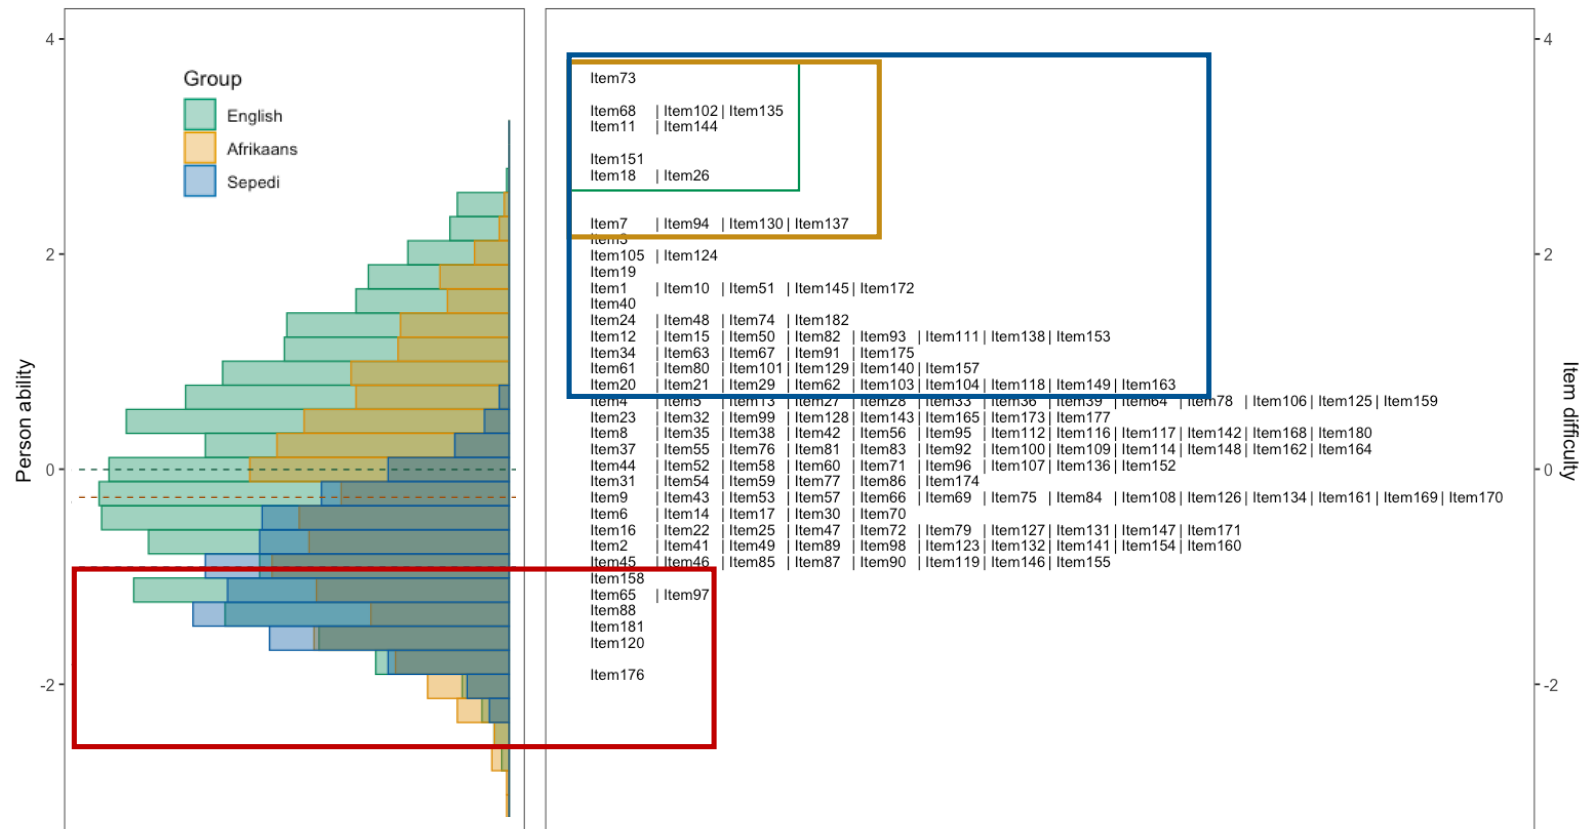 4
Group
English
Afrikaans
Sepedi
2
0
-2
Person ability
Item73
Item68 | Item102 | Item135
Item11 | Item144
Item151
Item18 | Item26
Item7 | Item94 | Item130 | Item137
Item3
Item105 | Item124
Item19
Item1 | Item10 | Item51 | Item145 | Item172
Item40
Item24 | Item48 | Item74 | Item182
Item12 | Item15 | Item50 | Item82 | Item93 | Item111 | Item138 | Item153
Item34 | Item63 | Item67 | Item91 | Item175
Item61 | Item80 | Item101 | Item129 | Item140 | Item157
Item20 | Item21 | Item29 | Item62 | Item103 | Item104 | Item118 | Item149 | Item163
Item4 | Item5 | Item13 | Item27 | Item28 | Item33 | Item36 | Item39 | Item64 | Item78 | Item106 | Item125 | Item159
Item23 | Item32 | Item99 | Item128 | Item143 | Item165 | Item173 | Item177
Item8 | Item35 | Item38 | Item42 | Item56 | Item95 | Item112 | Item116 | Item117 | Item142 | Item168 | Item180
Item37 | Item55 | Item76 | Item81 | Item83 | Item92 | Item100 | Item109 | Item114 | Item148 | Item162 | Item164
Item44 | Item52 | Item58 | Item60 | Item71 | Item96 | Item107 | Item136 | Item152
Item31 | Item54 | Item59 | Item77 | Item86 | Item174
Item9 | Item43 | Item53 | Item57 | Item66 | Item69 | Item75 | Item84 | Item108 | Item126 | Item134 | Item161 | Item169 | Item170
Item6 | Item14 | Item17 | Item30 | Item70
Item16 | Item22 | Item25 | Item47 | Item72 | Item79 | Item127 | Item131 | Item147 | Item171
Item2 | Item41 | Item49 | Item89 | Item98 | Item123 | Item132 | Item141 | Item154 | Item160
Item45 | Item46 | Item85 | Item87 | Item90 | Item119 | Item146 | Item155
Item158
Item65 | Item97
Item88
Item181
Item120
Item176
4
2
0
-2
Item difficulty